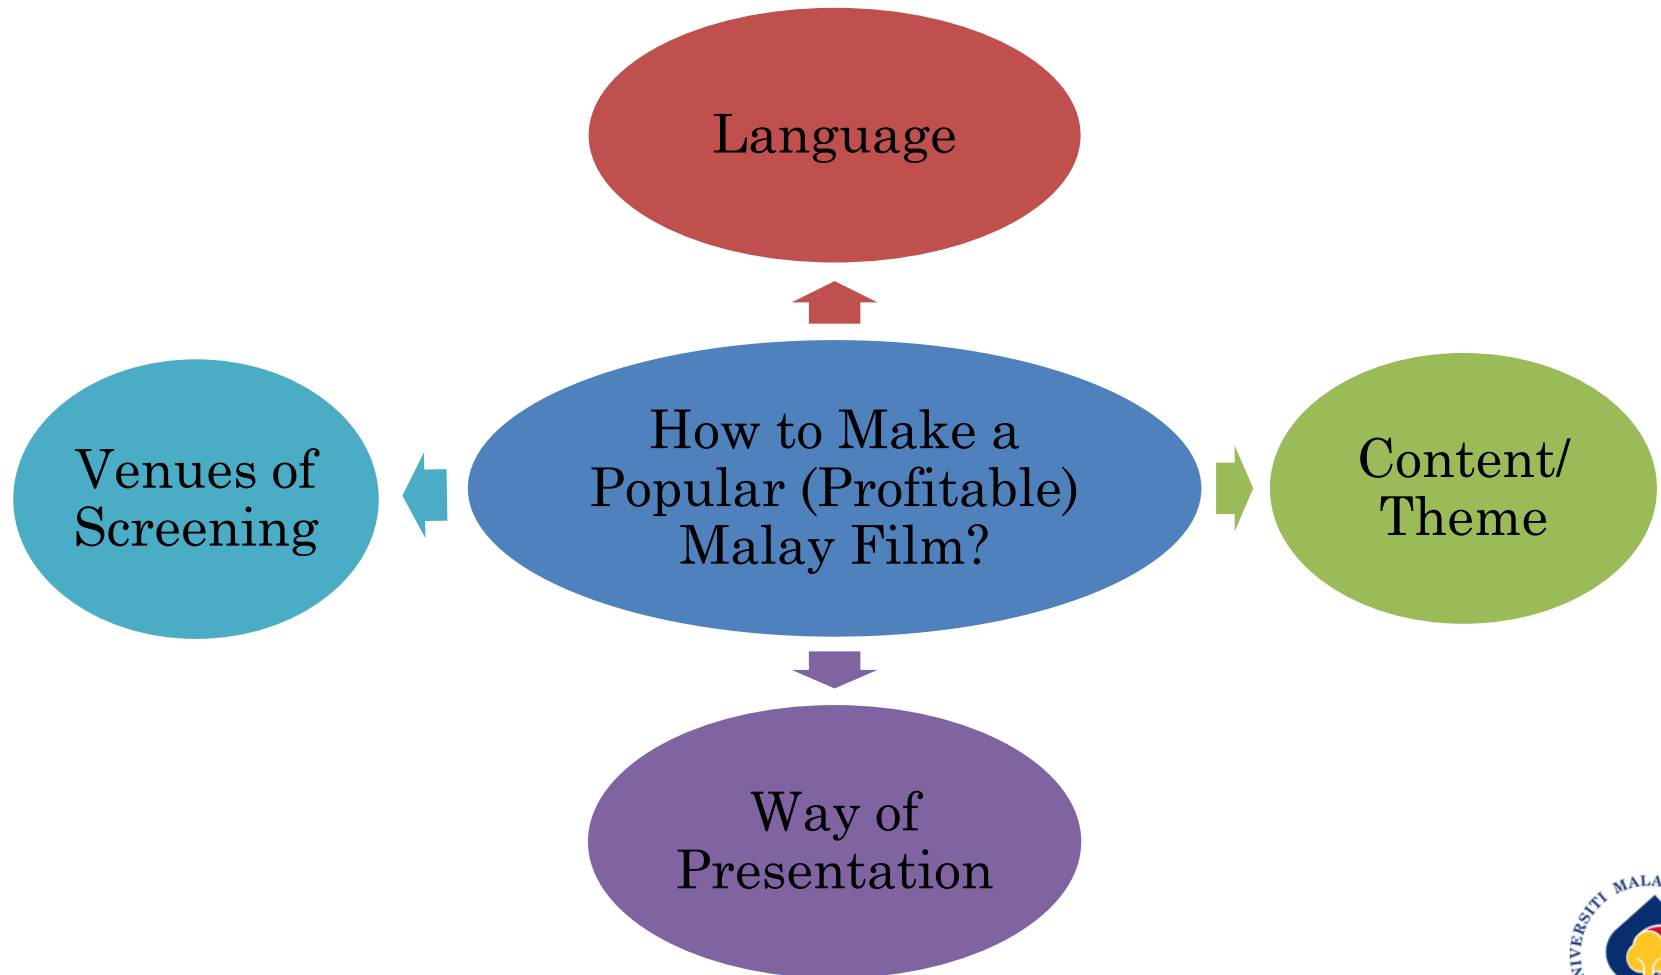 Language
How to Make a
Popular (Profitable)
Malay Film?
Venues of
Screening
Content/
Theme
Way of
Presentation